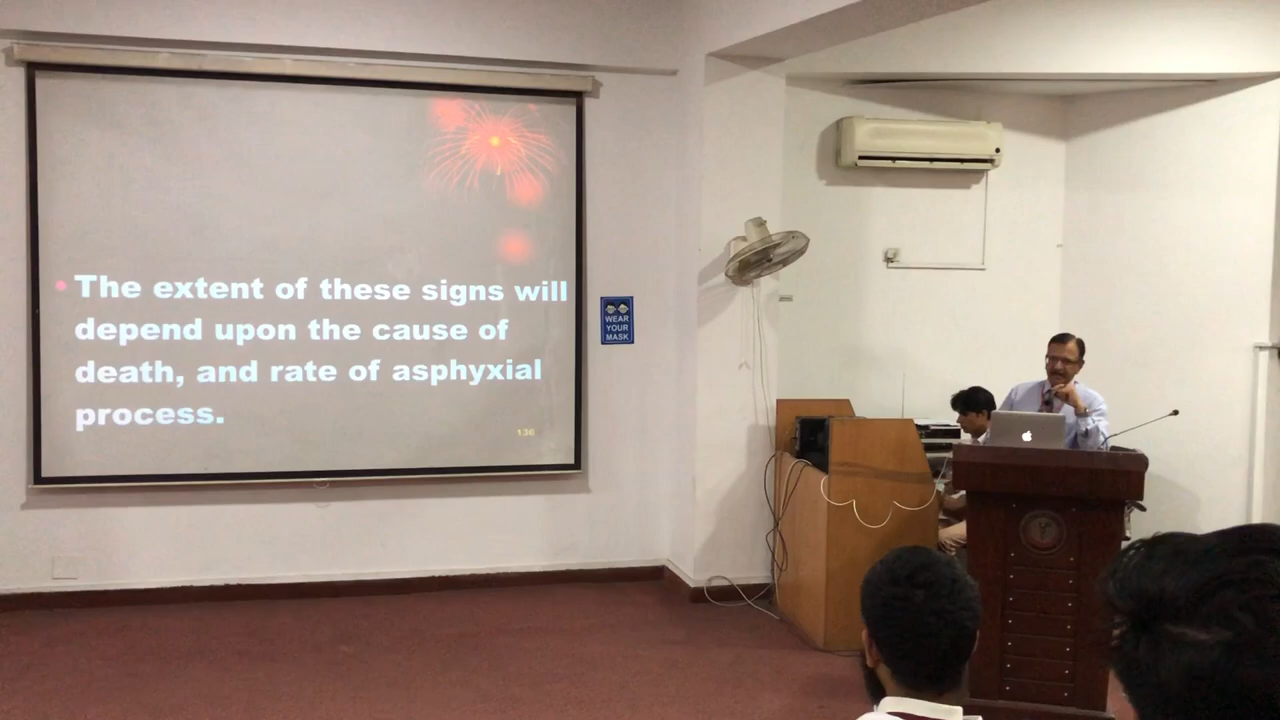 The extent of these signs will
depend upon the cause of
death, and rate of asphyxial
process.
136
WEAR
YOUR
MASK